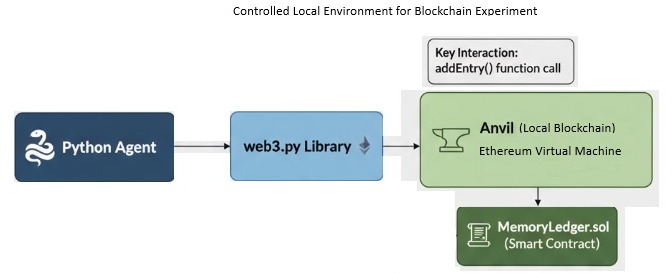 Controlled Local Environment for Blockchain Experiment
Key Interaction:
addEntry() function call
Python Agent
web3.py Library
Anvil (Local Blockchain)
Ethereum Virtual Machine
MemoryLedger.sol
(Smart Contract)